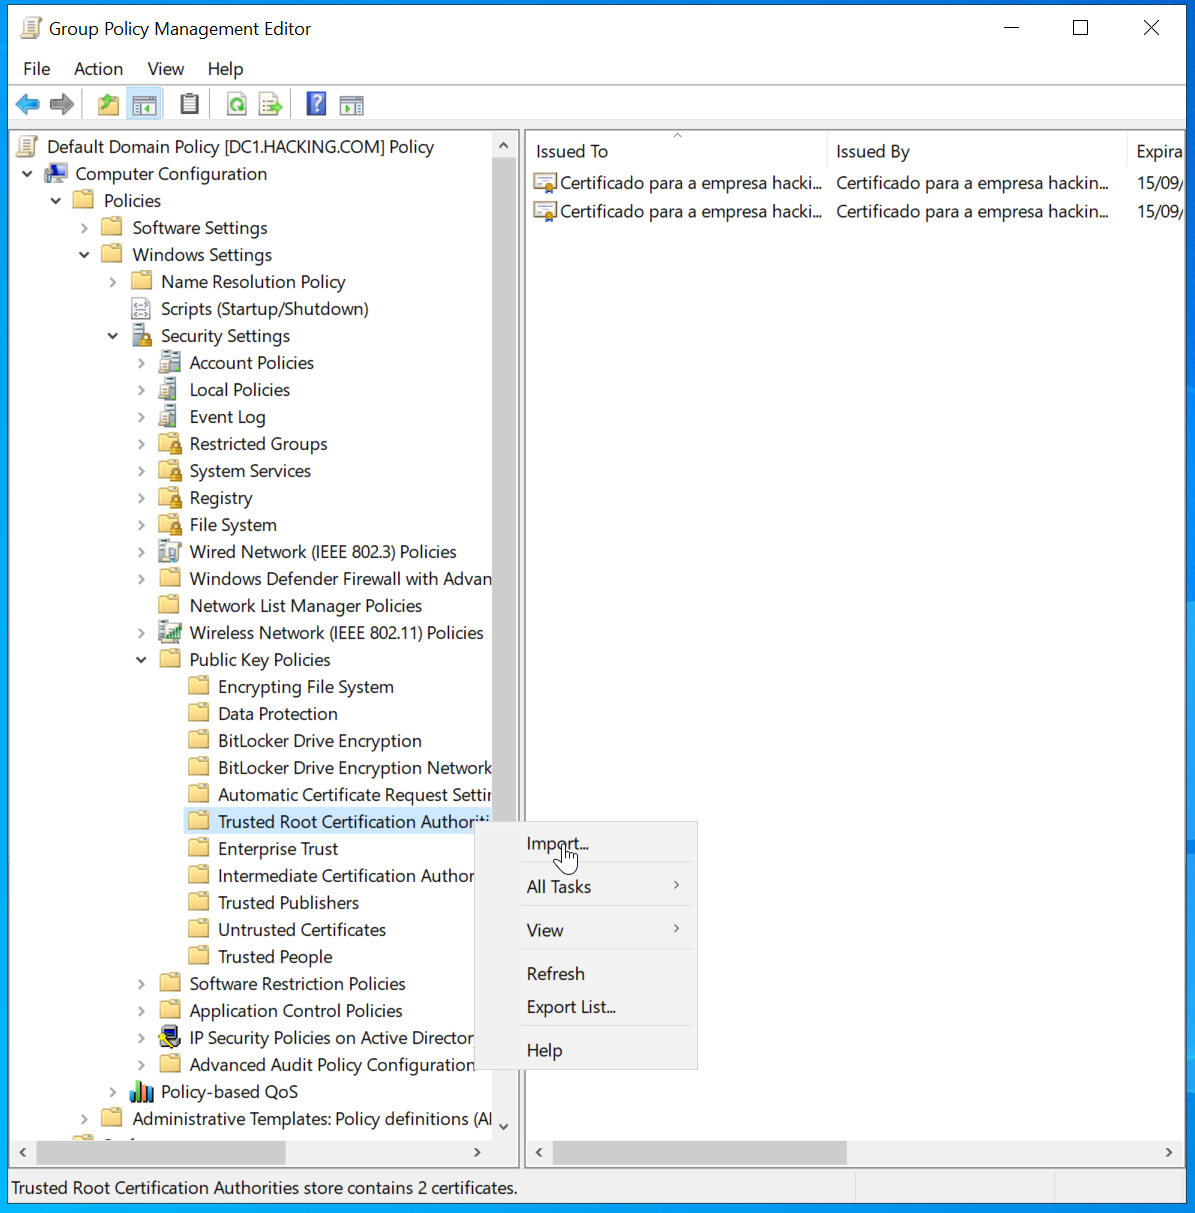 Group Policy Management Editor
File Action View Help
Default Domain Policy [DC1.HACKING.COM] Policy
Computer Configuration
Policies
Software Settings
Windows Settings
Name Resolution Policy
Scripts (Startup/Shutdown)
Security Settings
Account Policies
Local Policies
Event Log
Restricted Groups
System Services
Registry
File System
Wired Network (IEEE 802.3) Policies
Windows Defender Firewall with Advan
Network List Manager Policies
Wireless Network (IEEE 802.11) Policies
Public Key Policies
Encrypting File System
Data Protection
BitLocker Drive Encryption
BitLocker Drive Encryption Network
Automatic Certificate Request Settin
Trusted Root Certification Authoriti
Enterprise Trust
Intermediate Certification Author
Trusted Publishers
Untrusted Certificates
Trusted People
Software Restriction Policies
Application Control Policies
IP Security Policies on Active Director
Advanced Audit Policy Configuration
Policy-based QoS
Administrative Templates: Policy definitions (A
Issued To Issued By Expira
Certificado para a empresa hacki... Certificado para a empresa hackin... 15/09/
Certificado para a empresa hacki... Certificado para a empresa hackin... 15/09/
Import...
All Tasks
View
Refresh
Export List...
Help
Trusted Root Certification Authorities store contains 2 certificates.